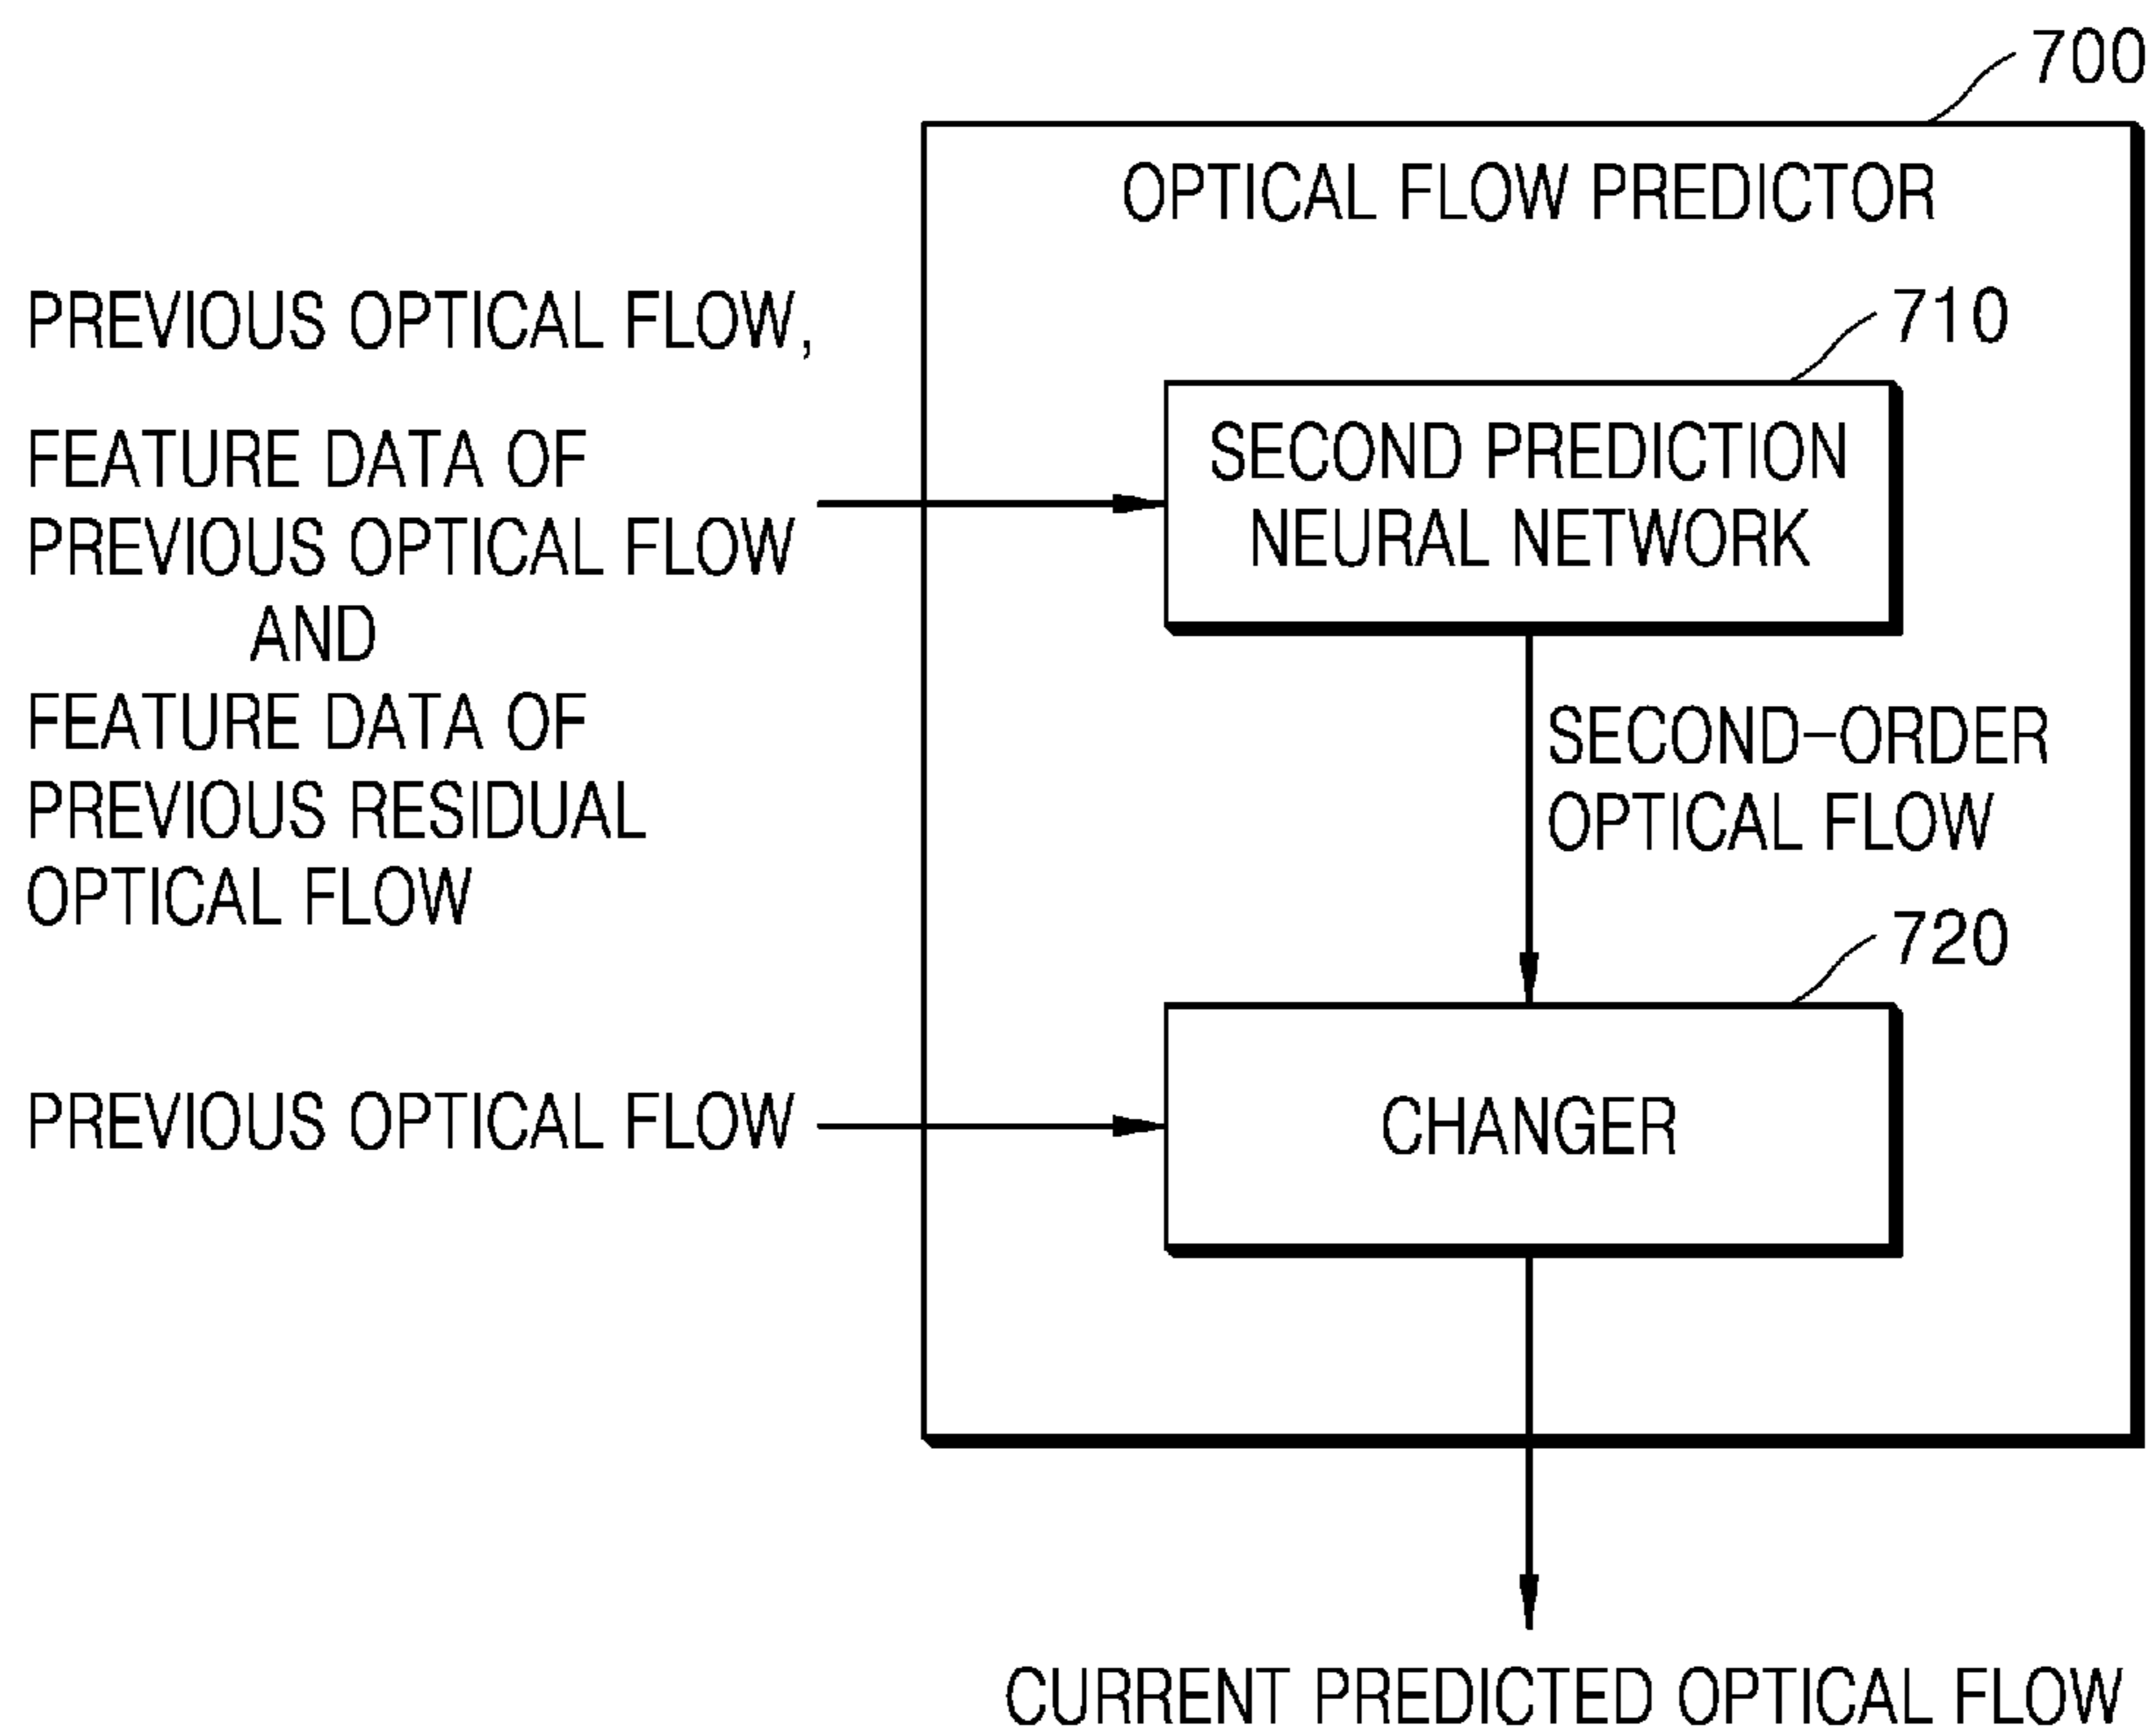 700
OPTICAL FLOW PREDICTOR
PREVIOUS OPTICAL FLOW,
FEATURE DATA OF
PREVIOUS OPTICAL FLOW
AND
FEATURE DATA OF
PREVIOUS RESIDUAL
OPTICAL FLOW
710
SECOND PREDICTION
NEURAL NETWORK
SECOND-ORDER
OPTICAL FLOW
720
PREVIOUS OPTICAL FLOW
CHANGER
CURRENT PREDICTED OPTICAL FLOW